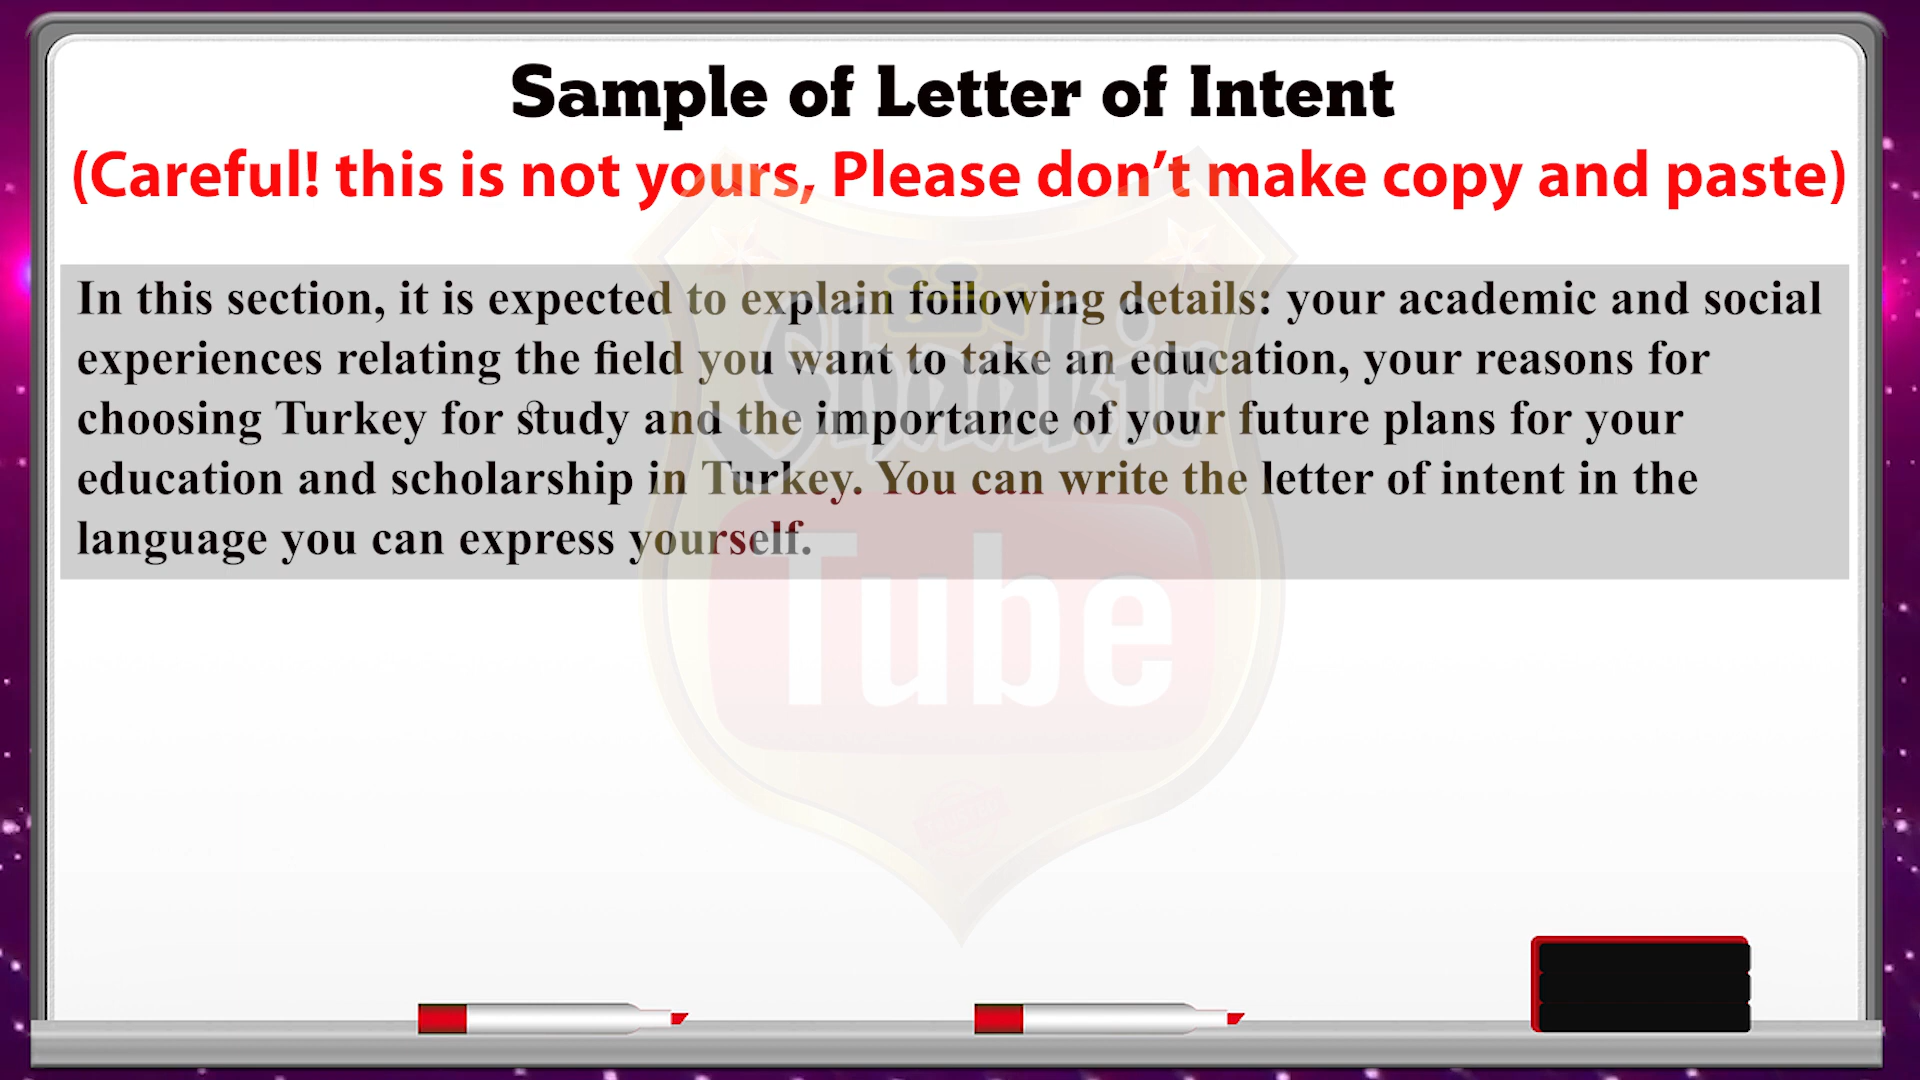 Sample of Letter of Intent
(Careful! this is not yours, Please don’t make copy and paste)
In this section, it is expected to explain following details: your academic and social
experiences relating the field you want to take an education, your reasons for
choosing Turkey for study and the importance of your future plans for your
education and scholarship in Turkey. You can write the letter of intent in the
language you can express yourself.
Shaakir
Tube